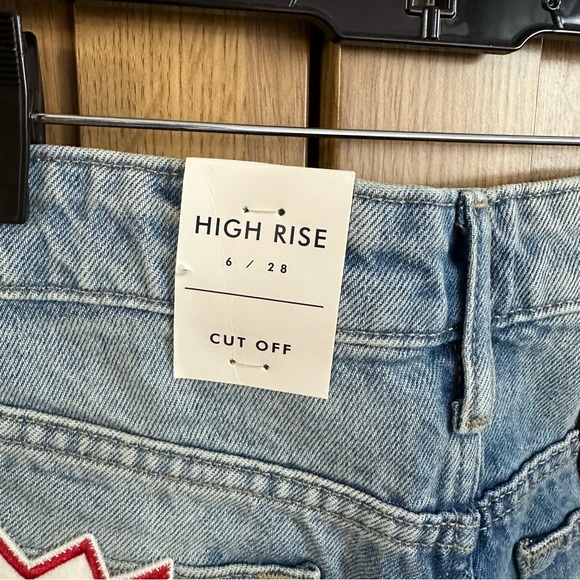 HIGH RISE
6 / 28
CUT OFF